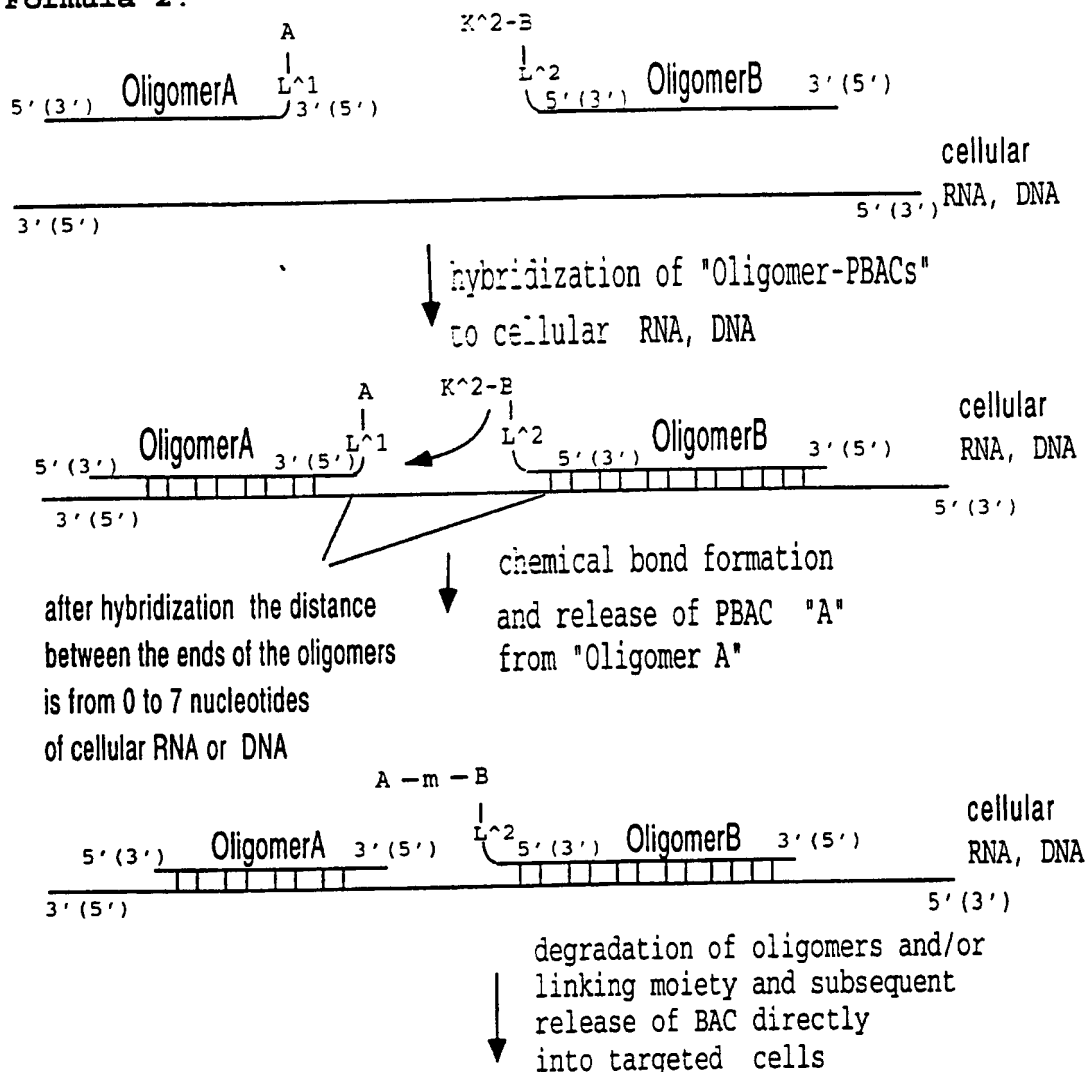 Formula 2:
A
K^2-B
L^1
L^2
5'(3') OligomerA 3'(5')
5'(3') OligomerB 3'(5')
cellular
RNA, DNA
3'(5')
5'(3')
hybridization of "Oligomer-PBACs"
to cellular RNA, DNA
A
K^2-B
L^1
L^2
5'(3') OligomerA 3'(5')
5'(3') OligomerB 3'(5')
cellular
RNA, DNA
3'(5')
5'(3')
chemical bond formation
and release of PBAC "A"
from "Oligomer A"
after hybridization the distance
between the ends of the oligomers
is from 0 to 7 nucleotides
of cellular RNA or DNA
A -m- B
L^2
5'(3') OligomerA 3'(5')
5'(3') OligomerB 3'(5')
cellular
RNA, DNA
3'(5')
5'(3')
degradation of oligomers and/or
linking moiety and subsequent
release of BAC directly
into targeted cells